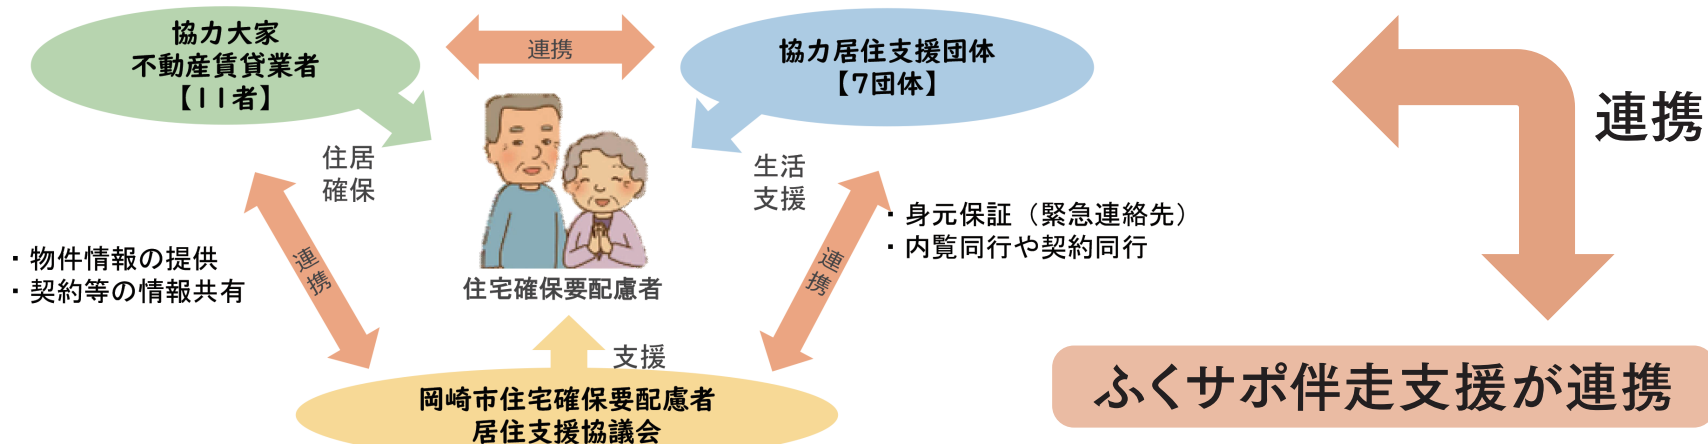 協力大家
不動産賃貸業者
【11者】
連携
協力居住支援団体
【7団体】
連携
住居
確保
生活
支援
・身元保証（緊急連絡先）
・内覧同行や契約同行
・物件情報の提供
・契約等の情報共有
連携
連携
住宅確保要配慮者
支援
岡崎市住宅確保要配慮者
居住支援協議会
ふくサポ伴走支援が連携